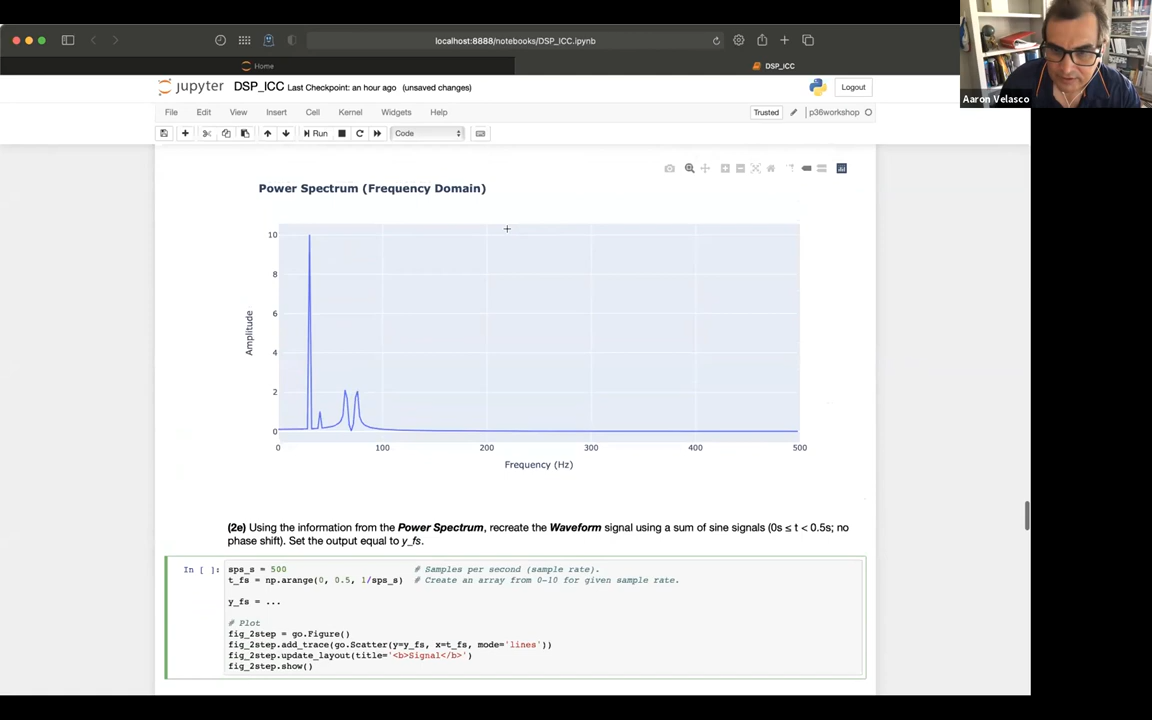 localhost:8888/notebooks/DSP_ICC.ipynb
Home
DSP_ICC
Aaron Velasco
jupyter DSP_ICC Last Checkpoint: an hour ago (unsaved changes)
Logout
File Edit View Insert Cell Kernel Widgets Help
Trusted
p36workshop
Run
Code
Power Spectrum (Frequency Domain)
10
8
6
4
2
0
Amplitude
0 100 200 300 400 500
Frequency (Hz)
(2e) Using the information from the Power Spectrum, recreate the Waveform signal using a sum of sine signals (0s ≤ t < 0.5s; no
phase shift). Set the output equal to y_fs.
In [ ]: sps_s = 500 # Samples per second (sample rate).
t_fs = np.arange(0, 0.5, 1/sps_s) # Create an array from 0-10 for given sample rate.
y_fs = ...
# Plot
fig_2step = go.Figure()
fig_2step.add_trace(go.Scatter(y=y_fs, x=t_fs, mode='lines'))
fig_2step.update_layout(title='<b>Signal</b>')
fig_2step.show()